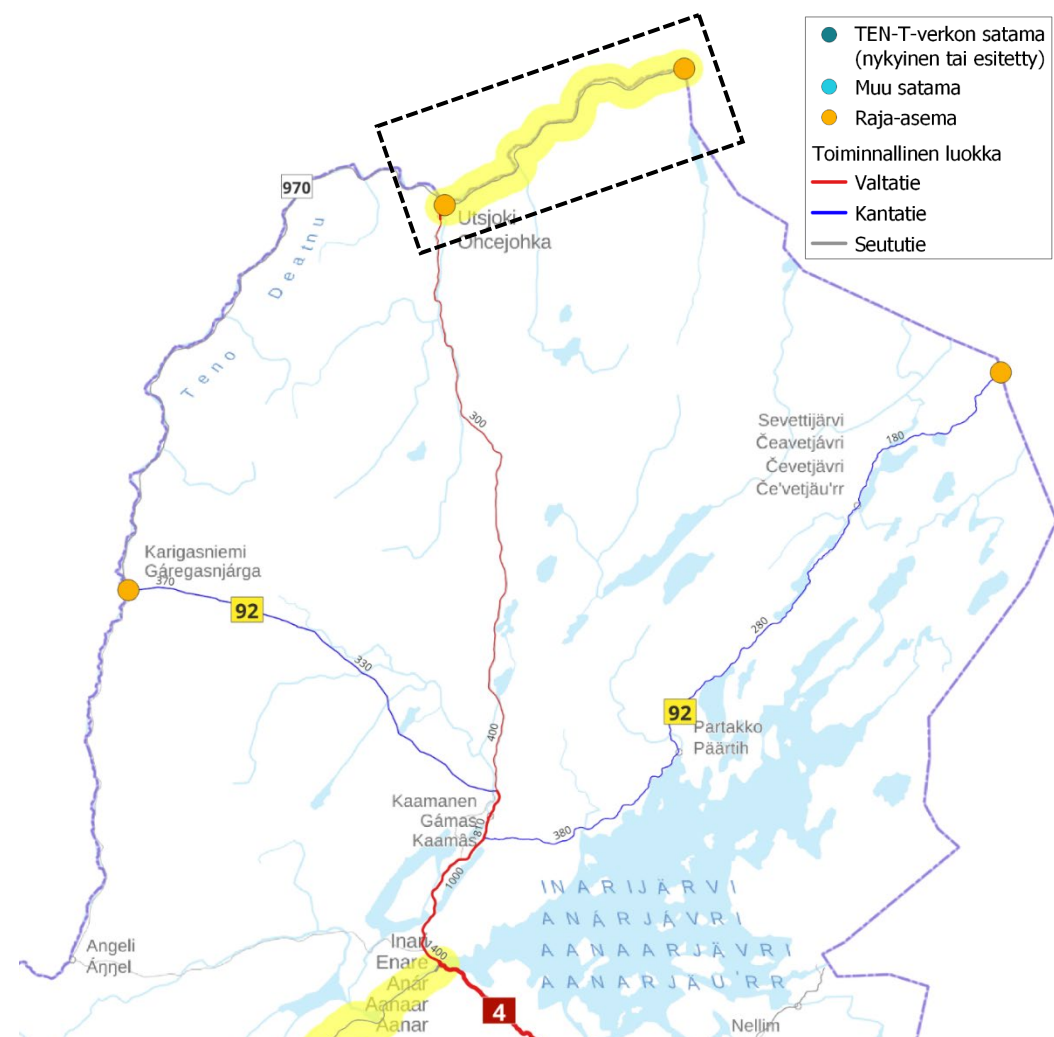 TEN-T-verkon satama
(nykyinen tai esitetty)
Muu satama
Raja-asema
Toiminnallinen luokka
Valtatie
Kantatie
Seututie
970
Utsjoki
Ohcejohka
Deatnu
Teno
300
Sevettijärvi
Čeavetjávri
Čevetjävri
Če'vetjäu'rr
180
Karigasniemi
Gáregasnjárga
370
92
330
280
92
Partakko
Päärtih
400
Kaamanen
Gámas
Kaamâs
810
380
1000
INARIJÄRVI
ANÁRJÁVRI
AANAARJÄVRI
AANARJÄU'RR
Angeli
Áŋŋel
Inari
Enare
Anár
Aanaar
Aanar
1400
4
Nellim